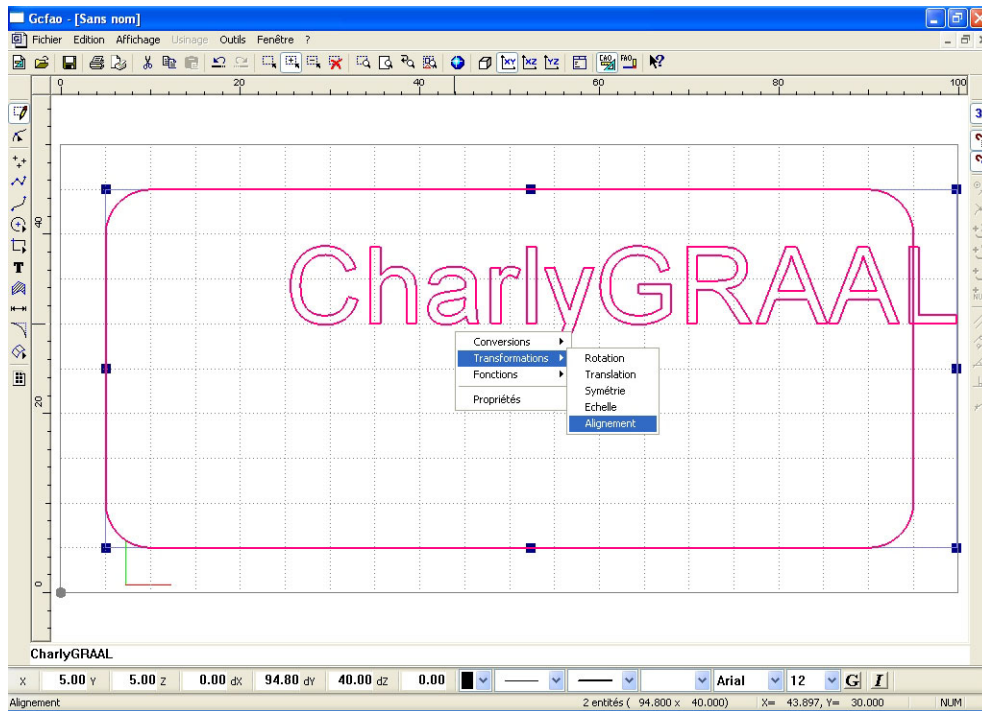 Gcfao - [Sans nom]
Fichier Edition Affichage Usinage Outils Fenêtre ?
FAO FAO
0 20 40 60 80 100
3
40
T
CharlyGRAAL
Conversions
Transformations
Fonctions
Propriétés
Rotation
Translation
Symétrie
Echelle
Alignement
20
0
CharlyGRAAL
X 5.00 Y 5.00 Z 0.00 dX 94.80 dY 40.00 dZ 0.00 Arial 12 G I
Alignement 2 entités ( 94.800 x 40.000) X= 43.897, Y= 30.000 NUM